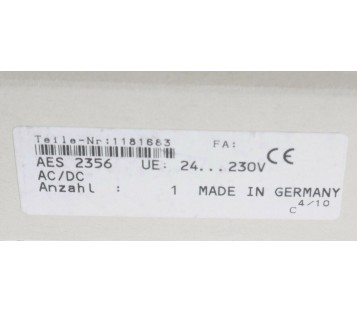 Teile-Nr:1181663 FA:
CE
AES 2356 UE: 24...230V
AC/DC
Anzahl : 1 MADE IN GERMANY
C 4/10